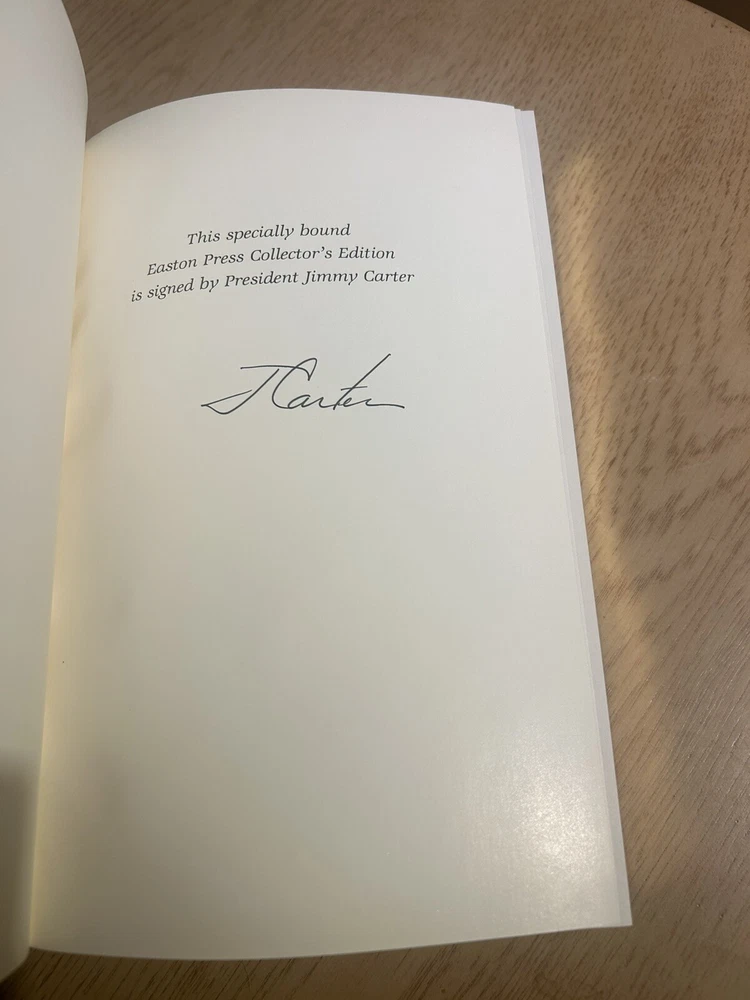 This specially bound
Easton Press Collector's Edition
is signed by President Jimmy Carter
J Carter